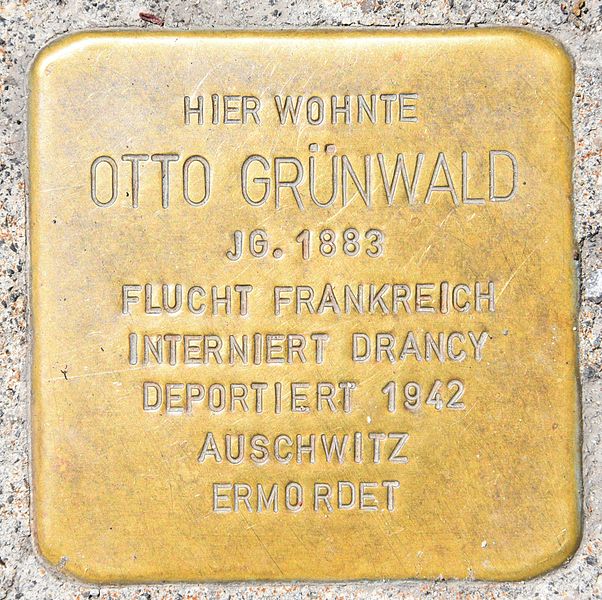 HIER WOHNTE
OTTO GRÜNWALD
JG. 1883
FLUCHT FRANKREICH
INTERNIERT DRANCY
DEPORTIERT 1942
AUSCHWITZ
ERMORDET